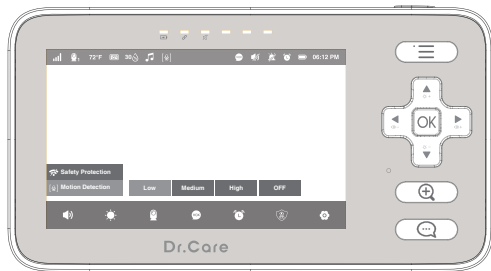 72°F 30 06:12 PM
Safety Protection
Motion Detection Low Medium High OFF
OK
Dr.Care